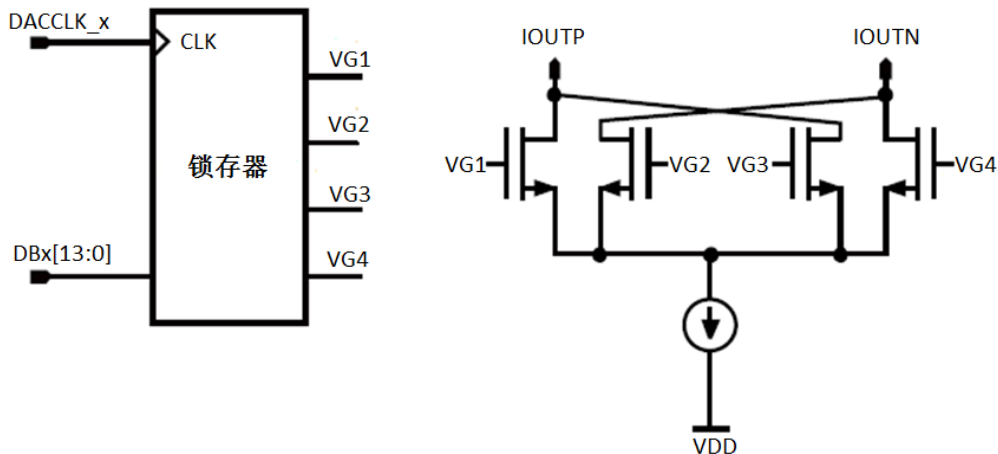 DACCLK_x
CLK
VG1
VG2
锁存器
VG3
DBx[13:0]
VG4
IOUTP
IOUTN
VG1
VG2
VG3
VG4
VDD